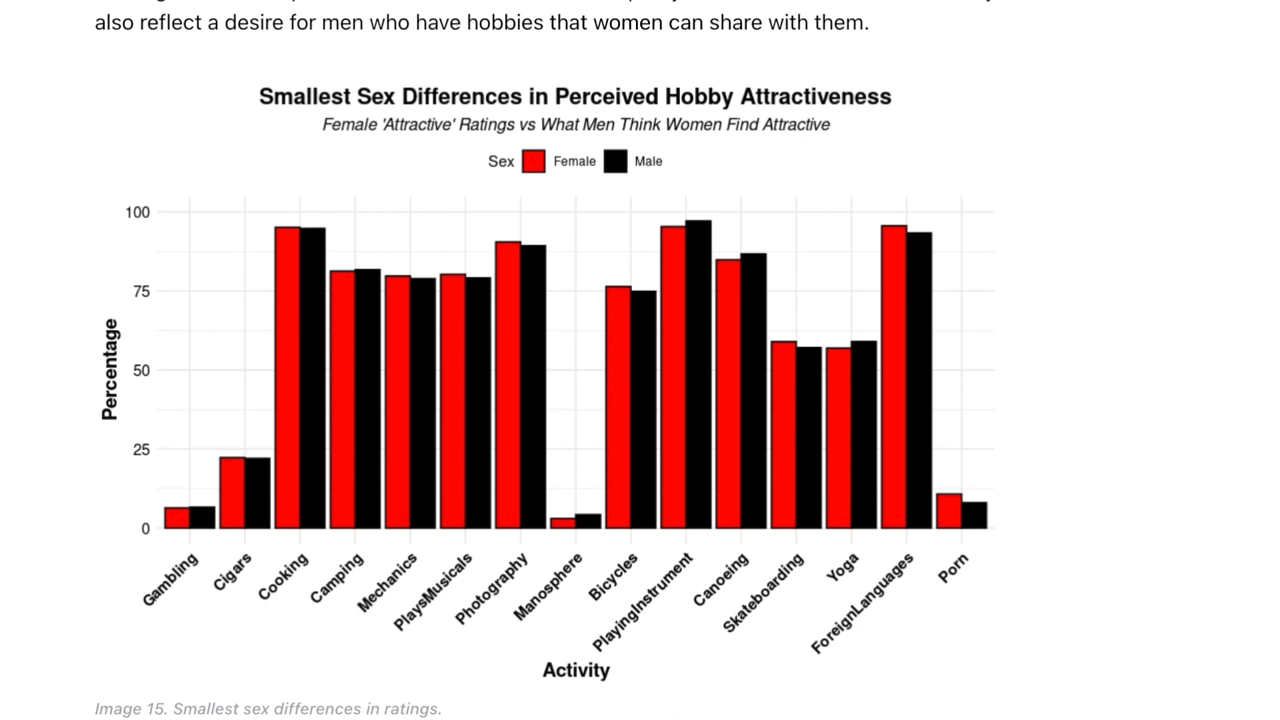 also reflect a desire for men who have hobbies that women can share with them.
Smallest Sex Differences in Perceived Hobby Attractiveness
Female 'Attractive' Ratings vs What Men Think Women Find Attractive
Sex Female Male
100
75
50
25
0
Percentage
Gambling
Cigars
Cooking
Camping
Mechanics
PlaysMusicals
Photography
Manosphere
Bicycles
PlayingInstrument
Canoeing
Skateboarding
Yoga
ForeignLanguages
Porn
Activity
Image 15. Smallest sex differences in ratings.